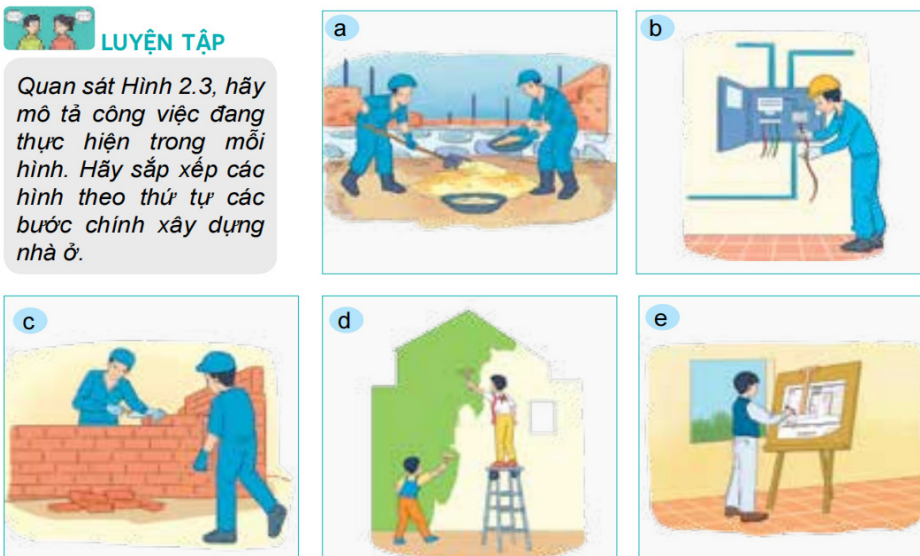 LUYỆN TẬP
Quan sát Hình 2.3, hãy
mô tả công việc đang
thực hiện trong mỗi
hình. Hãy sắp xếp các
hình theo thứ tự các
bước chính xây dựng
nhà ở.
a
b
c
d
e